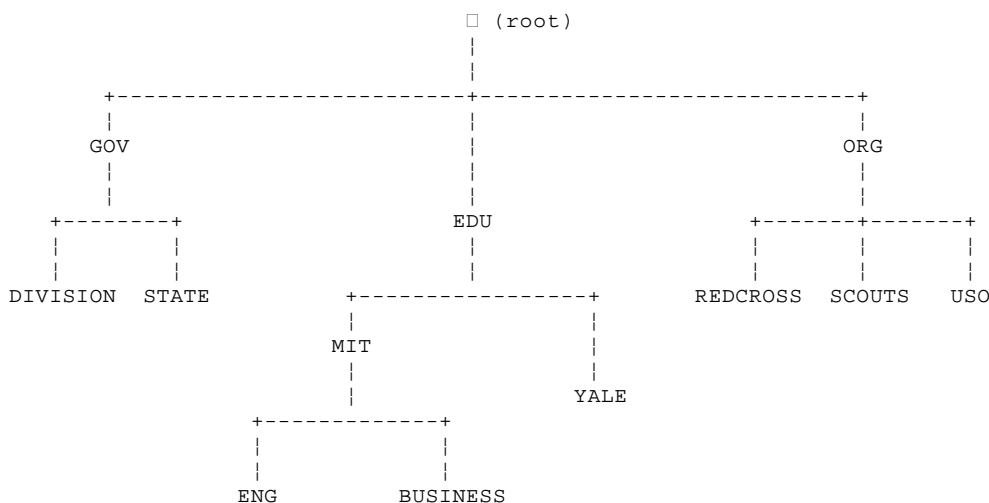 (root)
GOV
ORG
EDU
DIVISION STATE
REDCROSS SCOUTS USO
MIT
YALE
ENG BUSINESS